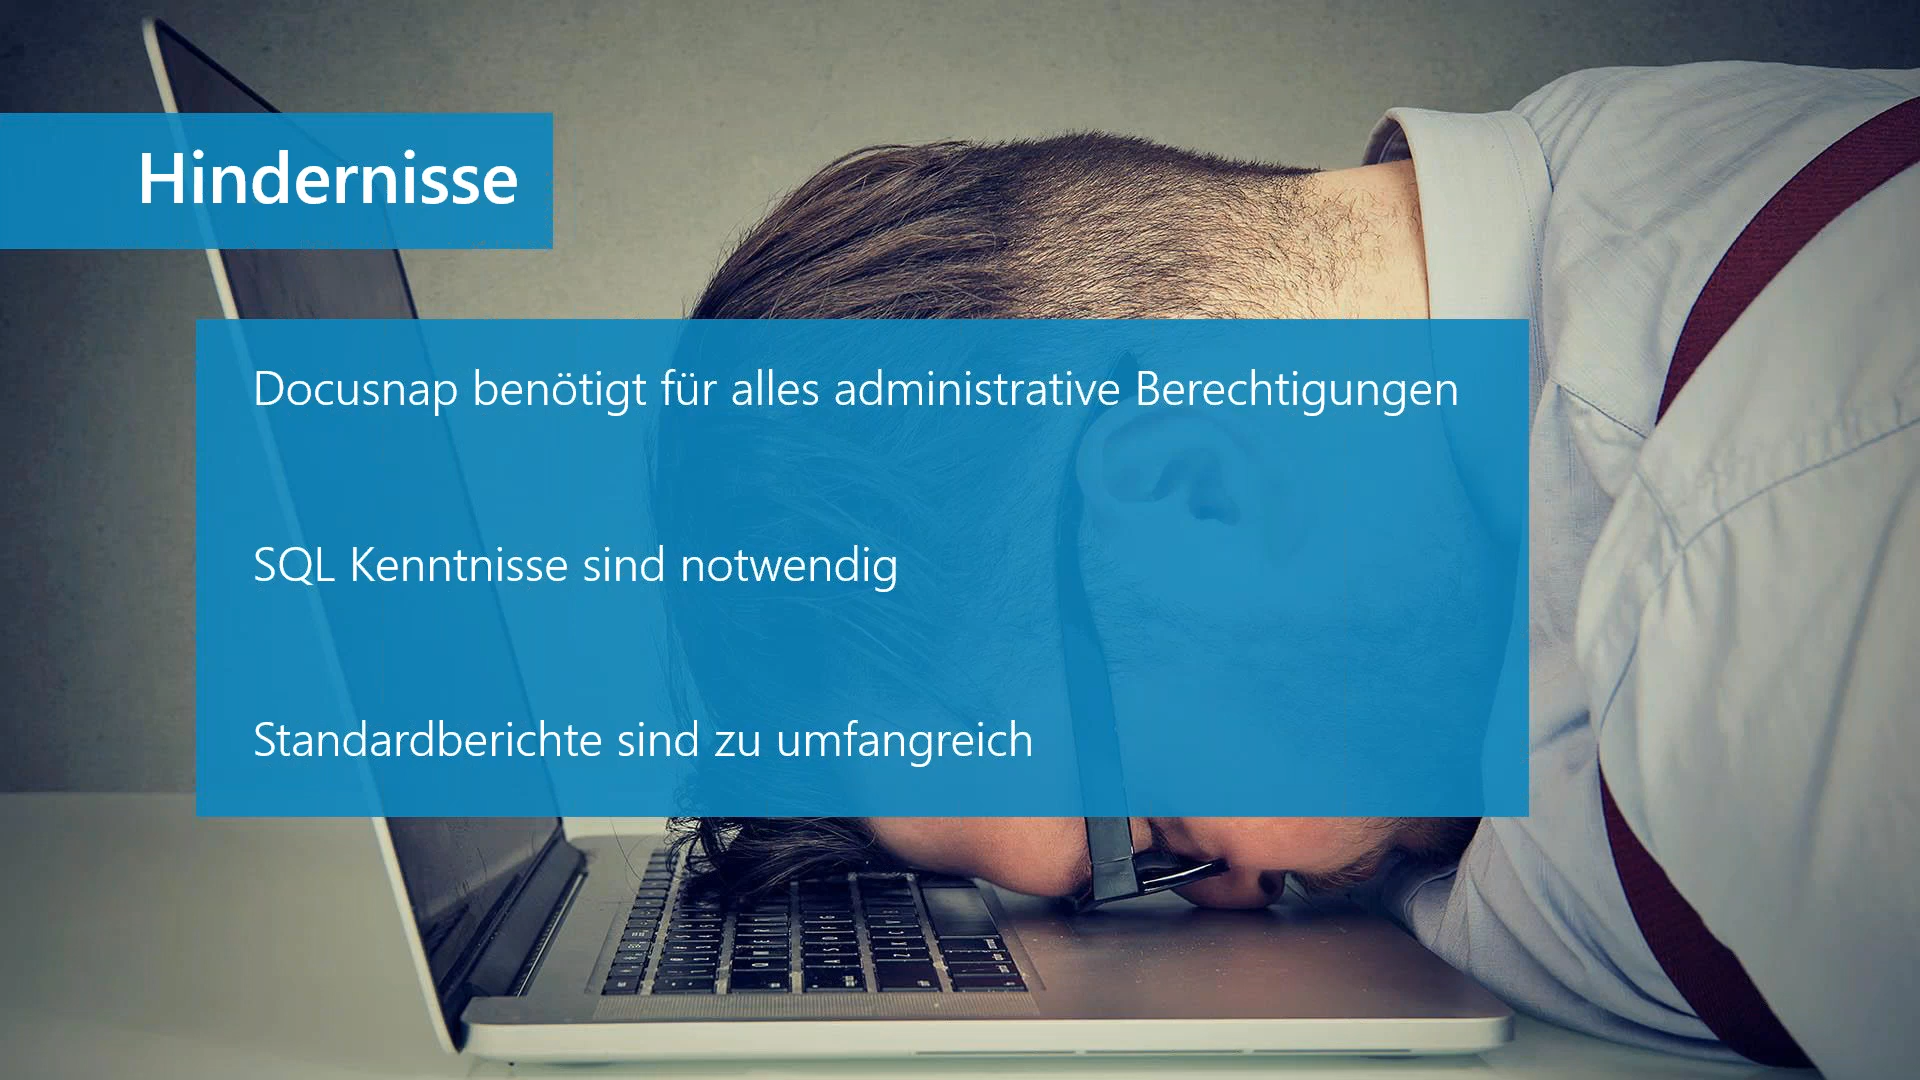 Hindernisse
Docusnap benötigt für alles administrative Berechtigungen
SQL Kenntnisse sind notwendig
Standardberichte sind zu umfangreich